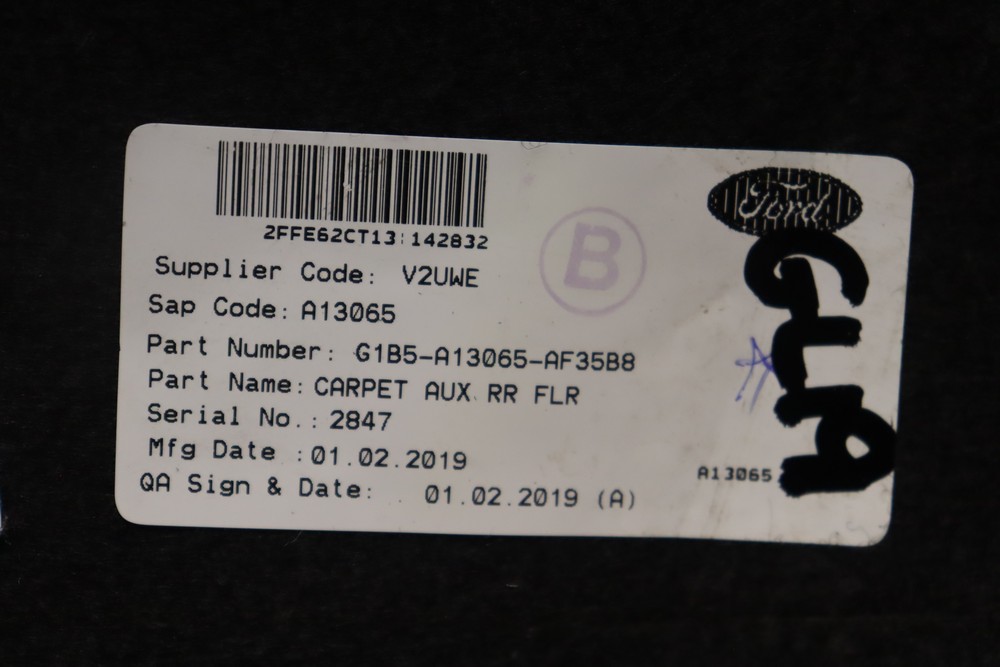 2FFE62CT13:142832
Supplier Code: V2UWE
Sap Code: A13065
Part Number: G1B5-A13065-AF35B8
Part Name: CARPET AUX RR FLR
Serial No.: 2847
Mfg Date :01.02.2019
QA Sign & Date: 01.02.2019 (A)
B
Ford
A13065